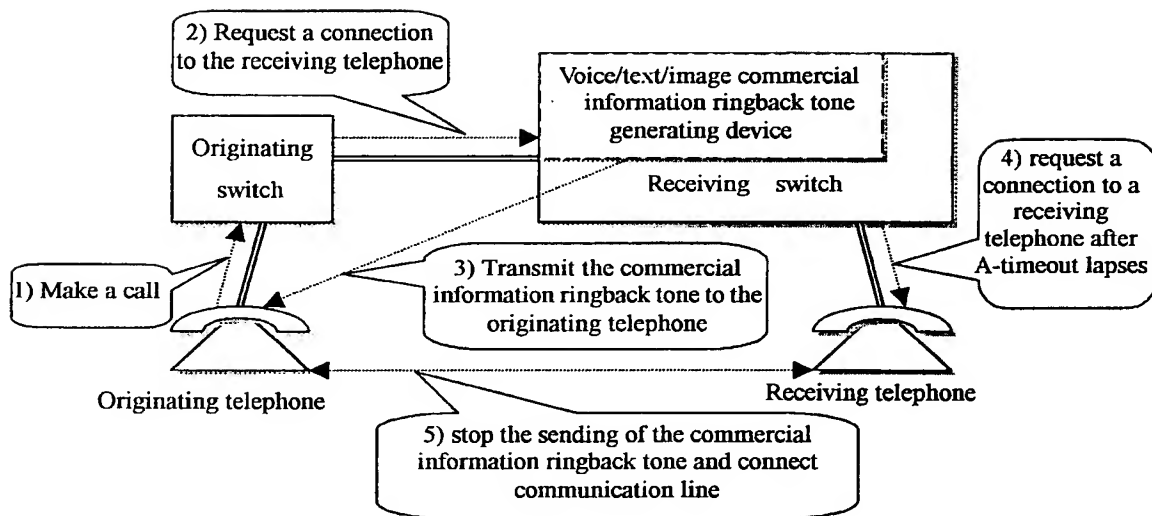 2) Request a connection
to the receiving telephone
Voice/text/image commercial
information ringback tone
generating device
Originating
switch
Receiving switch
4) request a
connection to a
receiving
telephone after
A-timeout lapses
1) Make a call
3) Transmit the commercial
information ringback tone to the
originating telephone
Originating telephone
Receiving telephone
5) stop the sending of the commercial
information ringback tone and connect
communication line